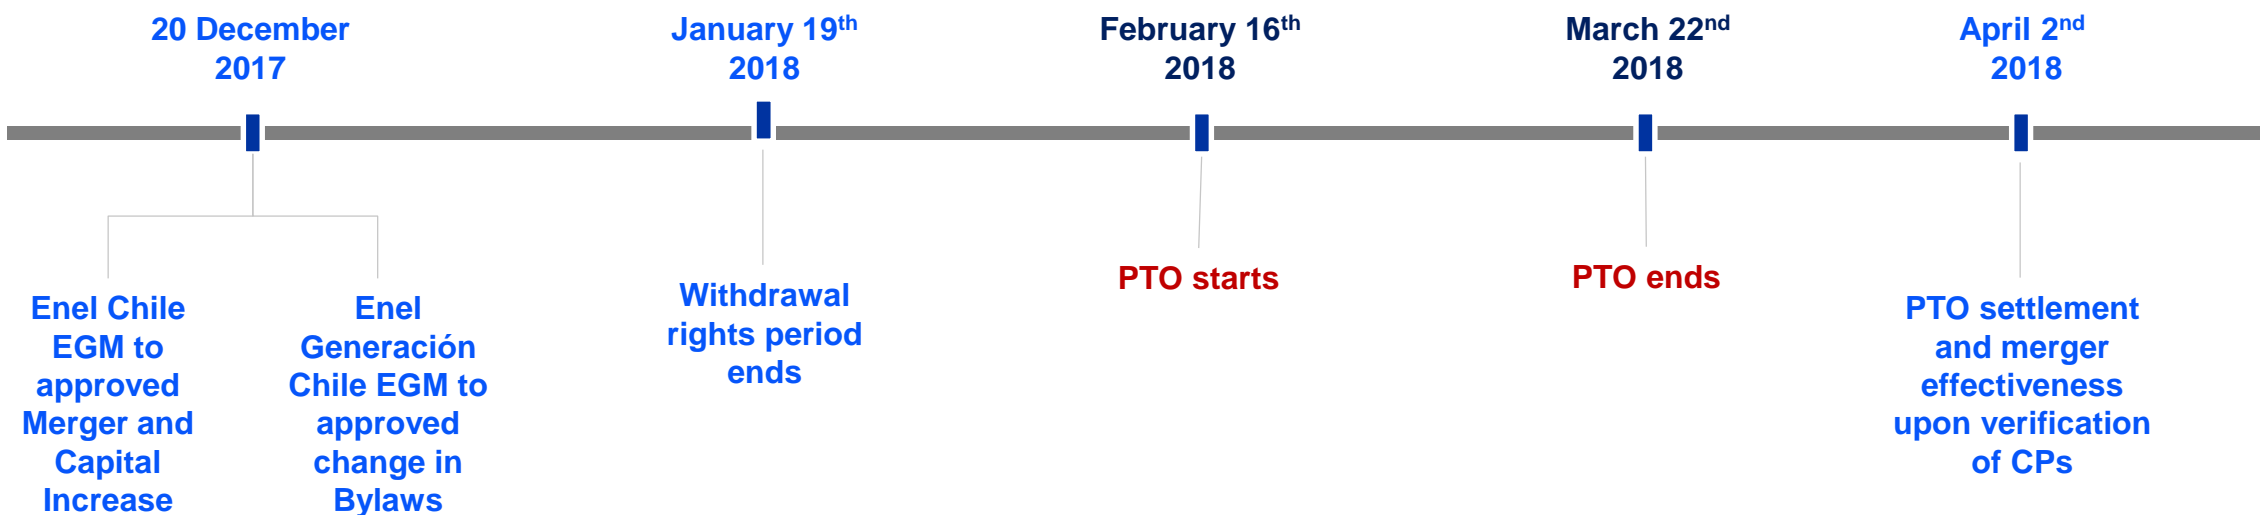 20 December
2017
January 19th
2018
February 16th
2018
March 22nd
2018
April 2nd
2018
Enel Chile
EGM to
approved
Merger and
Capital
Increase
Enel
Generación
Chile EGM to
approved
change in
Bylaws
Withdrawal
rights period
ends
PTO starts
PTO ends
PTO settlement
and merger
effectiveness
upon verification
of CPs